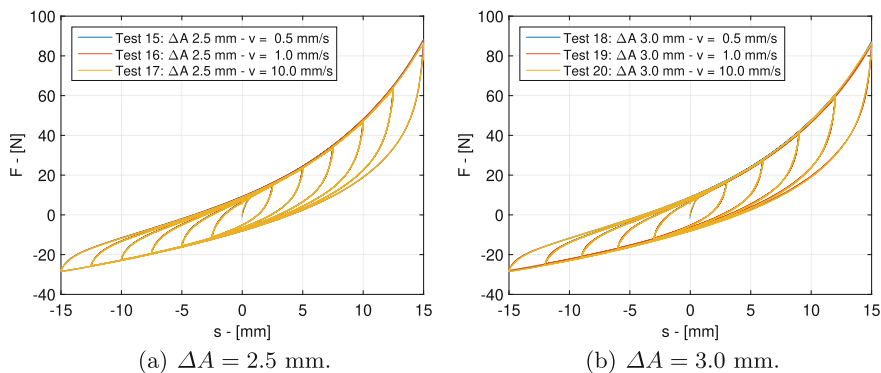 100
80
60
40
20
0
-20
-40
F - [N]
Test 15: ΔA 2.5 mm - v = 0.5 mm/s
Test 16: ΔA 2.5 mm - v = 1.0 mm/s
Test 17: ΔA 2.5 mm - v = 10.0 mm/s
-15 -10 -5 0 5 10 15
s - [mm]
(a) ΔA = 2.5 mm.
100
80
60
40
20
0
-20
-40
F - [N]
Test 18: ΔA 3.0 mm - v = 0.5 mm/s
Test 19: ΔA 3.0 mm - v = 1.0 mm/s
Test 20: ΔA 3.0 mm - v = 10.0 mm/s
-15 -10 -5 0 5 10 15
s - [mm]
(b) ΔA = 3.0 mm.